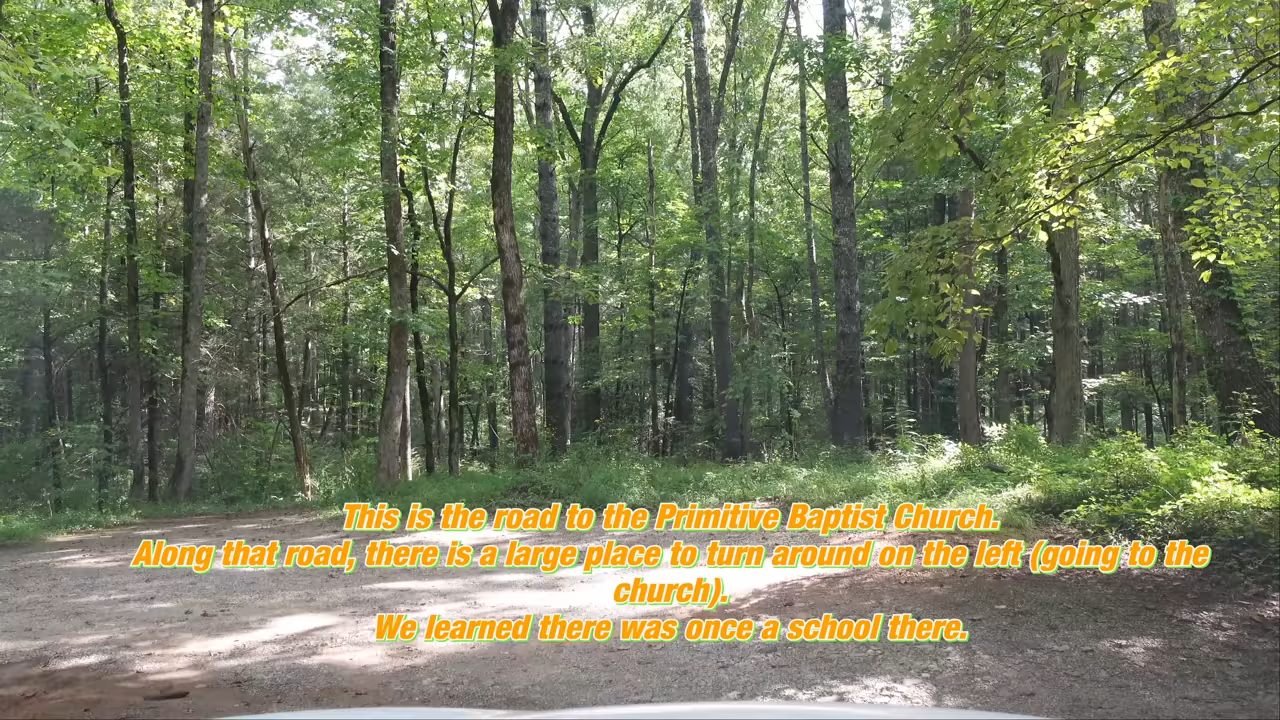 This is the road to the Primitive Baptist Church.
Along that road, there is a large place to turn around on the left (going to the
church).
We learned there was once a school there.